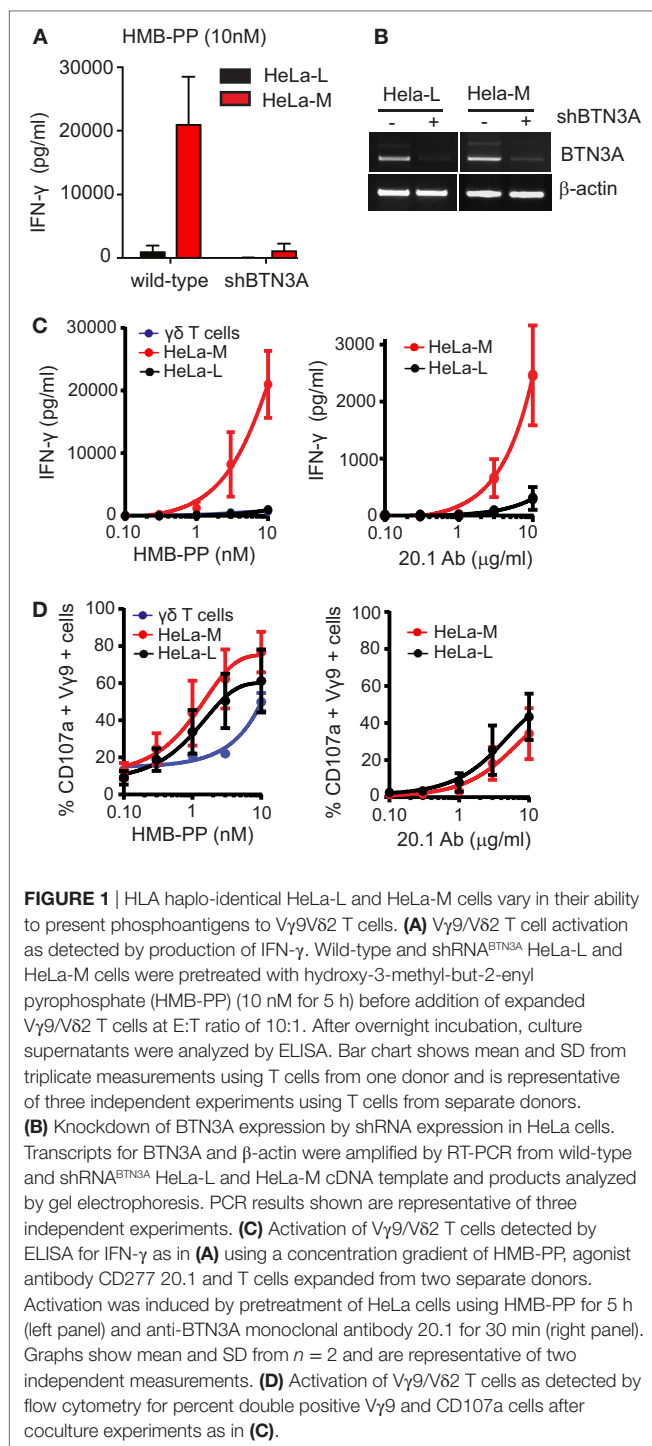 A
HMB-PP (10nM)
30000
20000
10000
0
IFN-γ (pg/ml)
HeLa-L
HeLa-M
wild-type shBTN3A
B
Hela-L Hela-M
- + - + shBTN3A
BTN3A
β-actin
C
30000
20000
10000
0
IFN-γ (pg/ml)
γδ T cells
HeLa-M
HeLa-L
0.10 1 10
HMB-PP (nM)
3000
2000
1000
0
IFN-γ (pg/ml)
HeLa-M
HeLa-L
0.10 1 10
20.1 Ab (μg/ml)
D
100
80
60
40
20
0
% CD107a + Vγ9 + cells
γδ T cells
HeLa-M
HeLa-L
0.10 1 10
HMB-PP (nM)
100
80
60
40
20
0
% CD107a + Vγ9 + cells
HeLa-M
HeLa-L
0.10 1 10
20.1 Ab (μg/ml)
FIGURE 1 | HLA haplo-identical HeLa-L and HeLa-M cells vary in their ability
to present phosphoantigens to Vγ9Vδ2 T cells. (A) Vγ9/Vδ2 T cell activation
as detected by production of IFN-γ. Wild-type and shRNABTN3A HeLa-L and
HeLa-M cells were pretreated with hydroxy-3-methyl-but-2-enyl
pyrophosphate (HMB-PP) (10 nM for 5 h) before addition of expanded
Vγ9/Vδ2 T cells at E:T ratio of 10:1. After overnight incubation, culture
supernatants were analyzed by ELISA. Bar chart shows mean and SD from
triplicate measurements using T cells from one donor and is representative
of three independent experiments using T cells from separate donors.
(B) Knockdown of BTN3A expression by shRNA expression in HeLa cells.
Transcripts for BTN3A and β-actin were amplified by RT-PCR from wild-type
and shRNABTN3A HeLa-L and HeLa-M cDNA template and products analyzed
by gel electrophoresis. PCR results shown are representative of three
independent experiments. (C) Activation of Vγ9/Vδ2 T cells detected by
ELISA for IFN-γ as in (A) using a concentration gradient of HMB-PP, agonist
antibody CD277 20.1 and T cells expanded from two separate donors.
Activation was induced by pretreatment of HeLa cells using HMB-PP for 5 h
(left panel) and anti-BTN3A monoclonal antibody 20.1 for 30 min (right panel).
Graphs show mean and SD from n = 2 and are representative of two
independent measurements. (D) Activation of Vγ9/Vδ2 T cells as detected by
flow cytometry for percent double positive Vγ9 and CD107a cells after
coculture experiments as in (C).